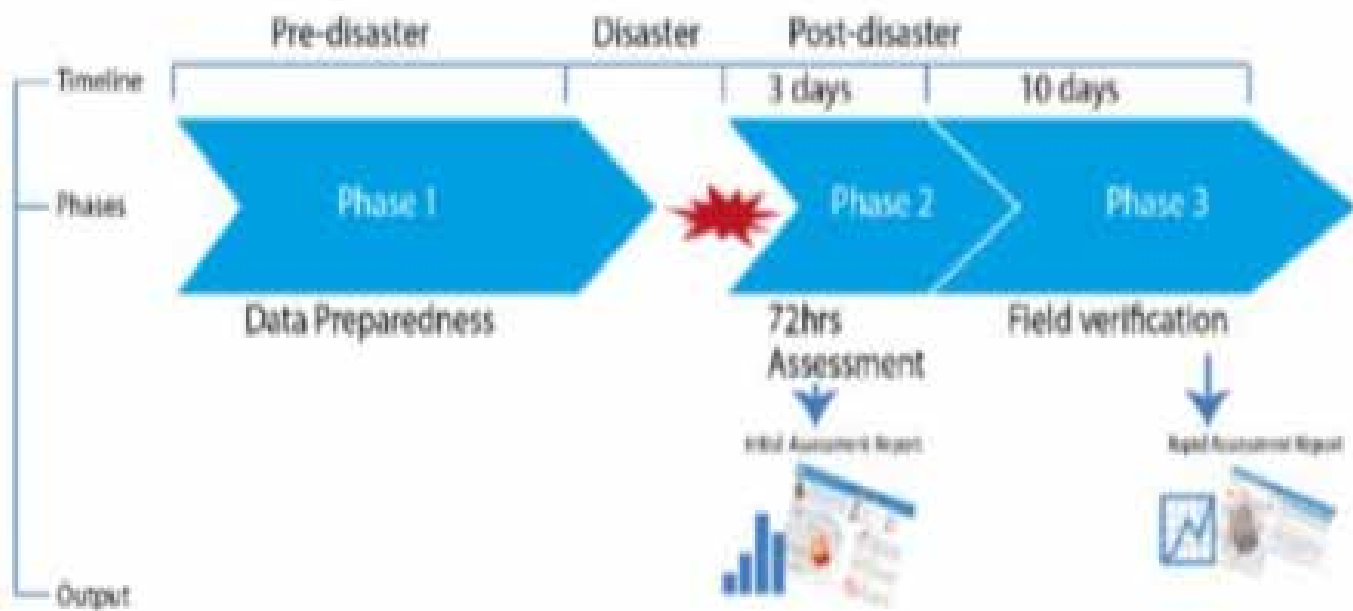 Pre-disaster Disaster Post-disaster
Timeline 3 days 10 days
Phases Phase 1 Phase 2 Phase 3
Data Preparedness 72hrs Field verification
Assessment
Initial Assessment Report Rapid Assessment Report
Output